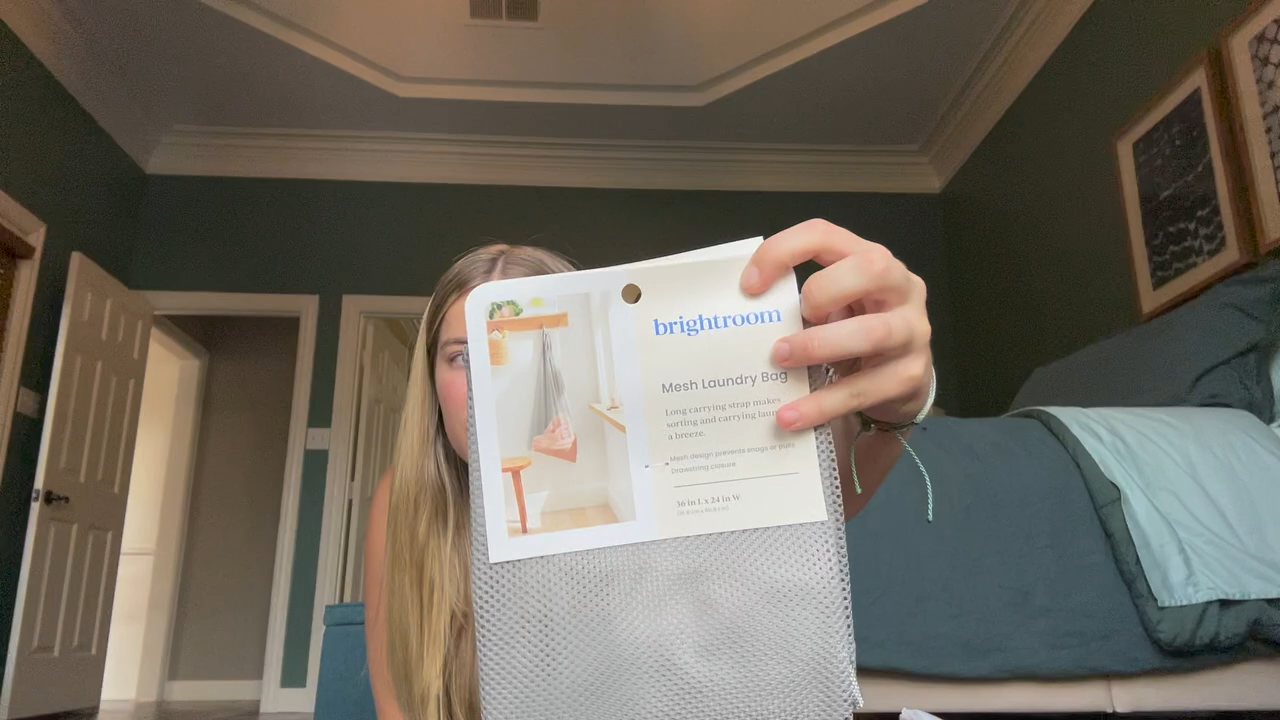 brightroom
Mesh Laundry Bag
Long carrying strap makes
sorting and carrying laun
a breeze.
Mesh design prevents snags or pulls
Drawstring closure
36 in L x 24 in W